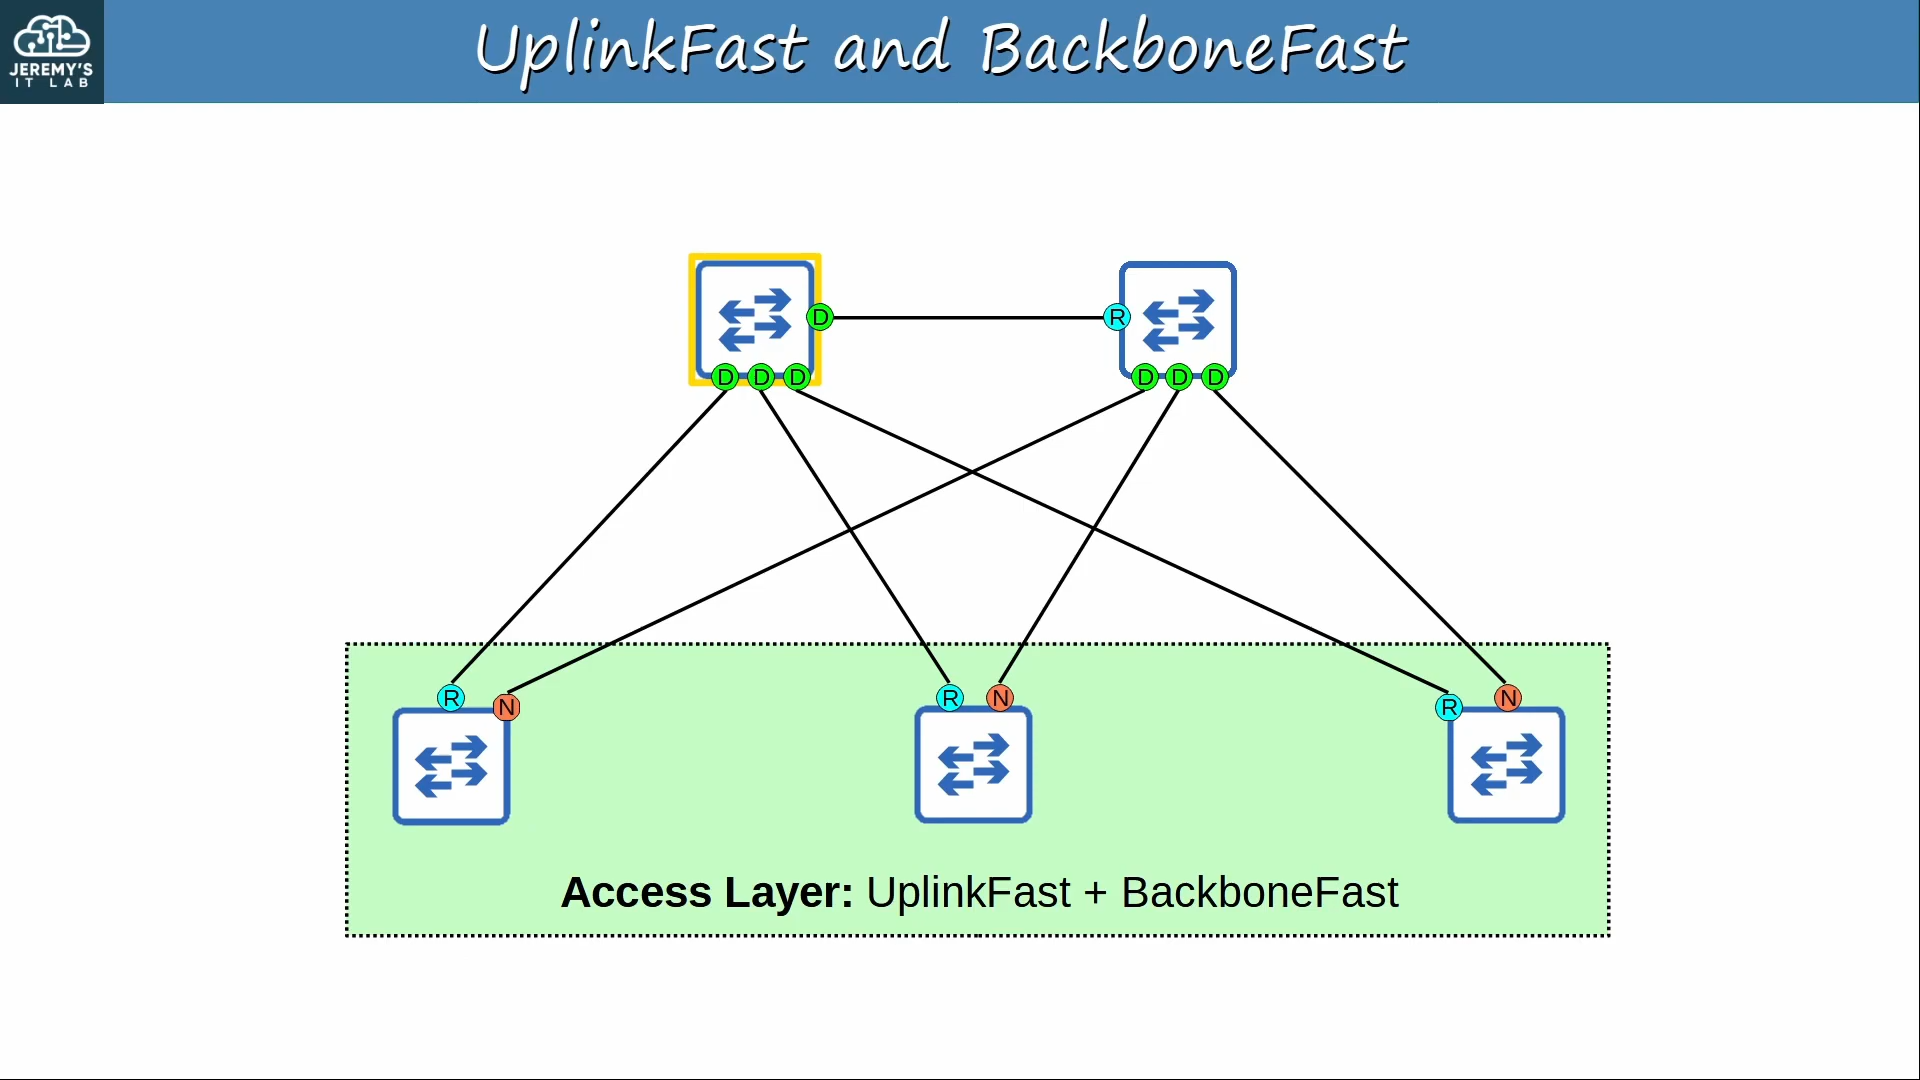 JEREMY'S
IT LAB
UplinkFast and BackboneFast
D R
D D D D D D
R N R N R N
Access Layer: UplinkFast + BackboneFast